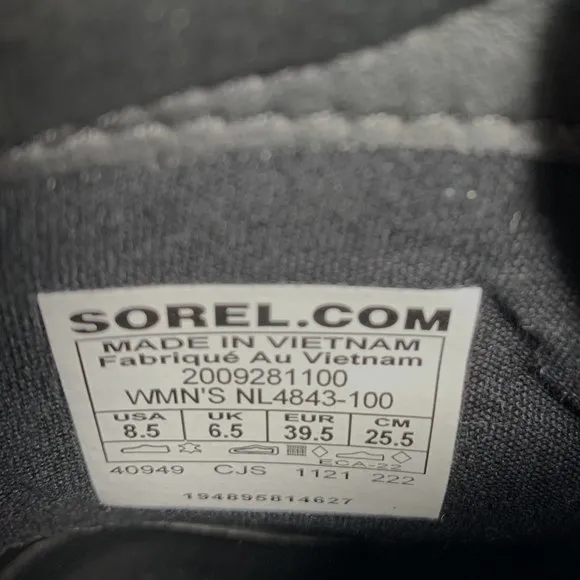 SOREL.COM
MADE IN VIETNAM
Fabriqué Au Vietnam
2009281100
WMN'S NL4843-100
USA UK EUR CM
8.5 6.5 39.5 25.5
ECA-22
40949 CJS 1121 222
194895814627